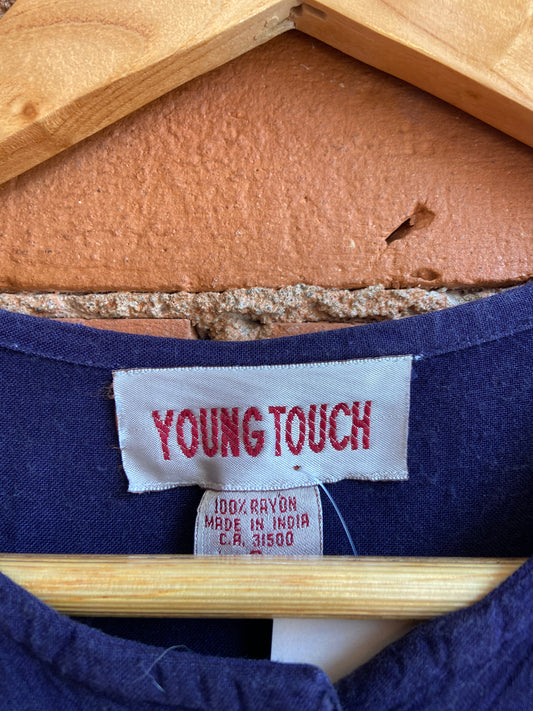 YOUNG TOUCH
100% RAYON
MADE IN INDIA
C.A. 31500